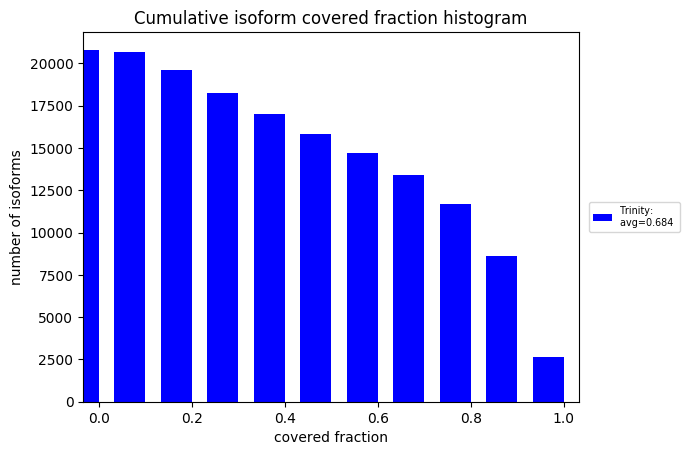 Cumulative isoform covered fraction histogram
number of isoforms
20000
17500
15000
12500
10000
7500
5000
2500
0
0.0 0.2 0.4 0.6 0.8 1.0
covered fraction
Trinity:
avg=0.684